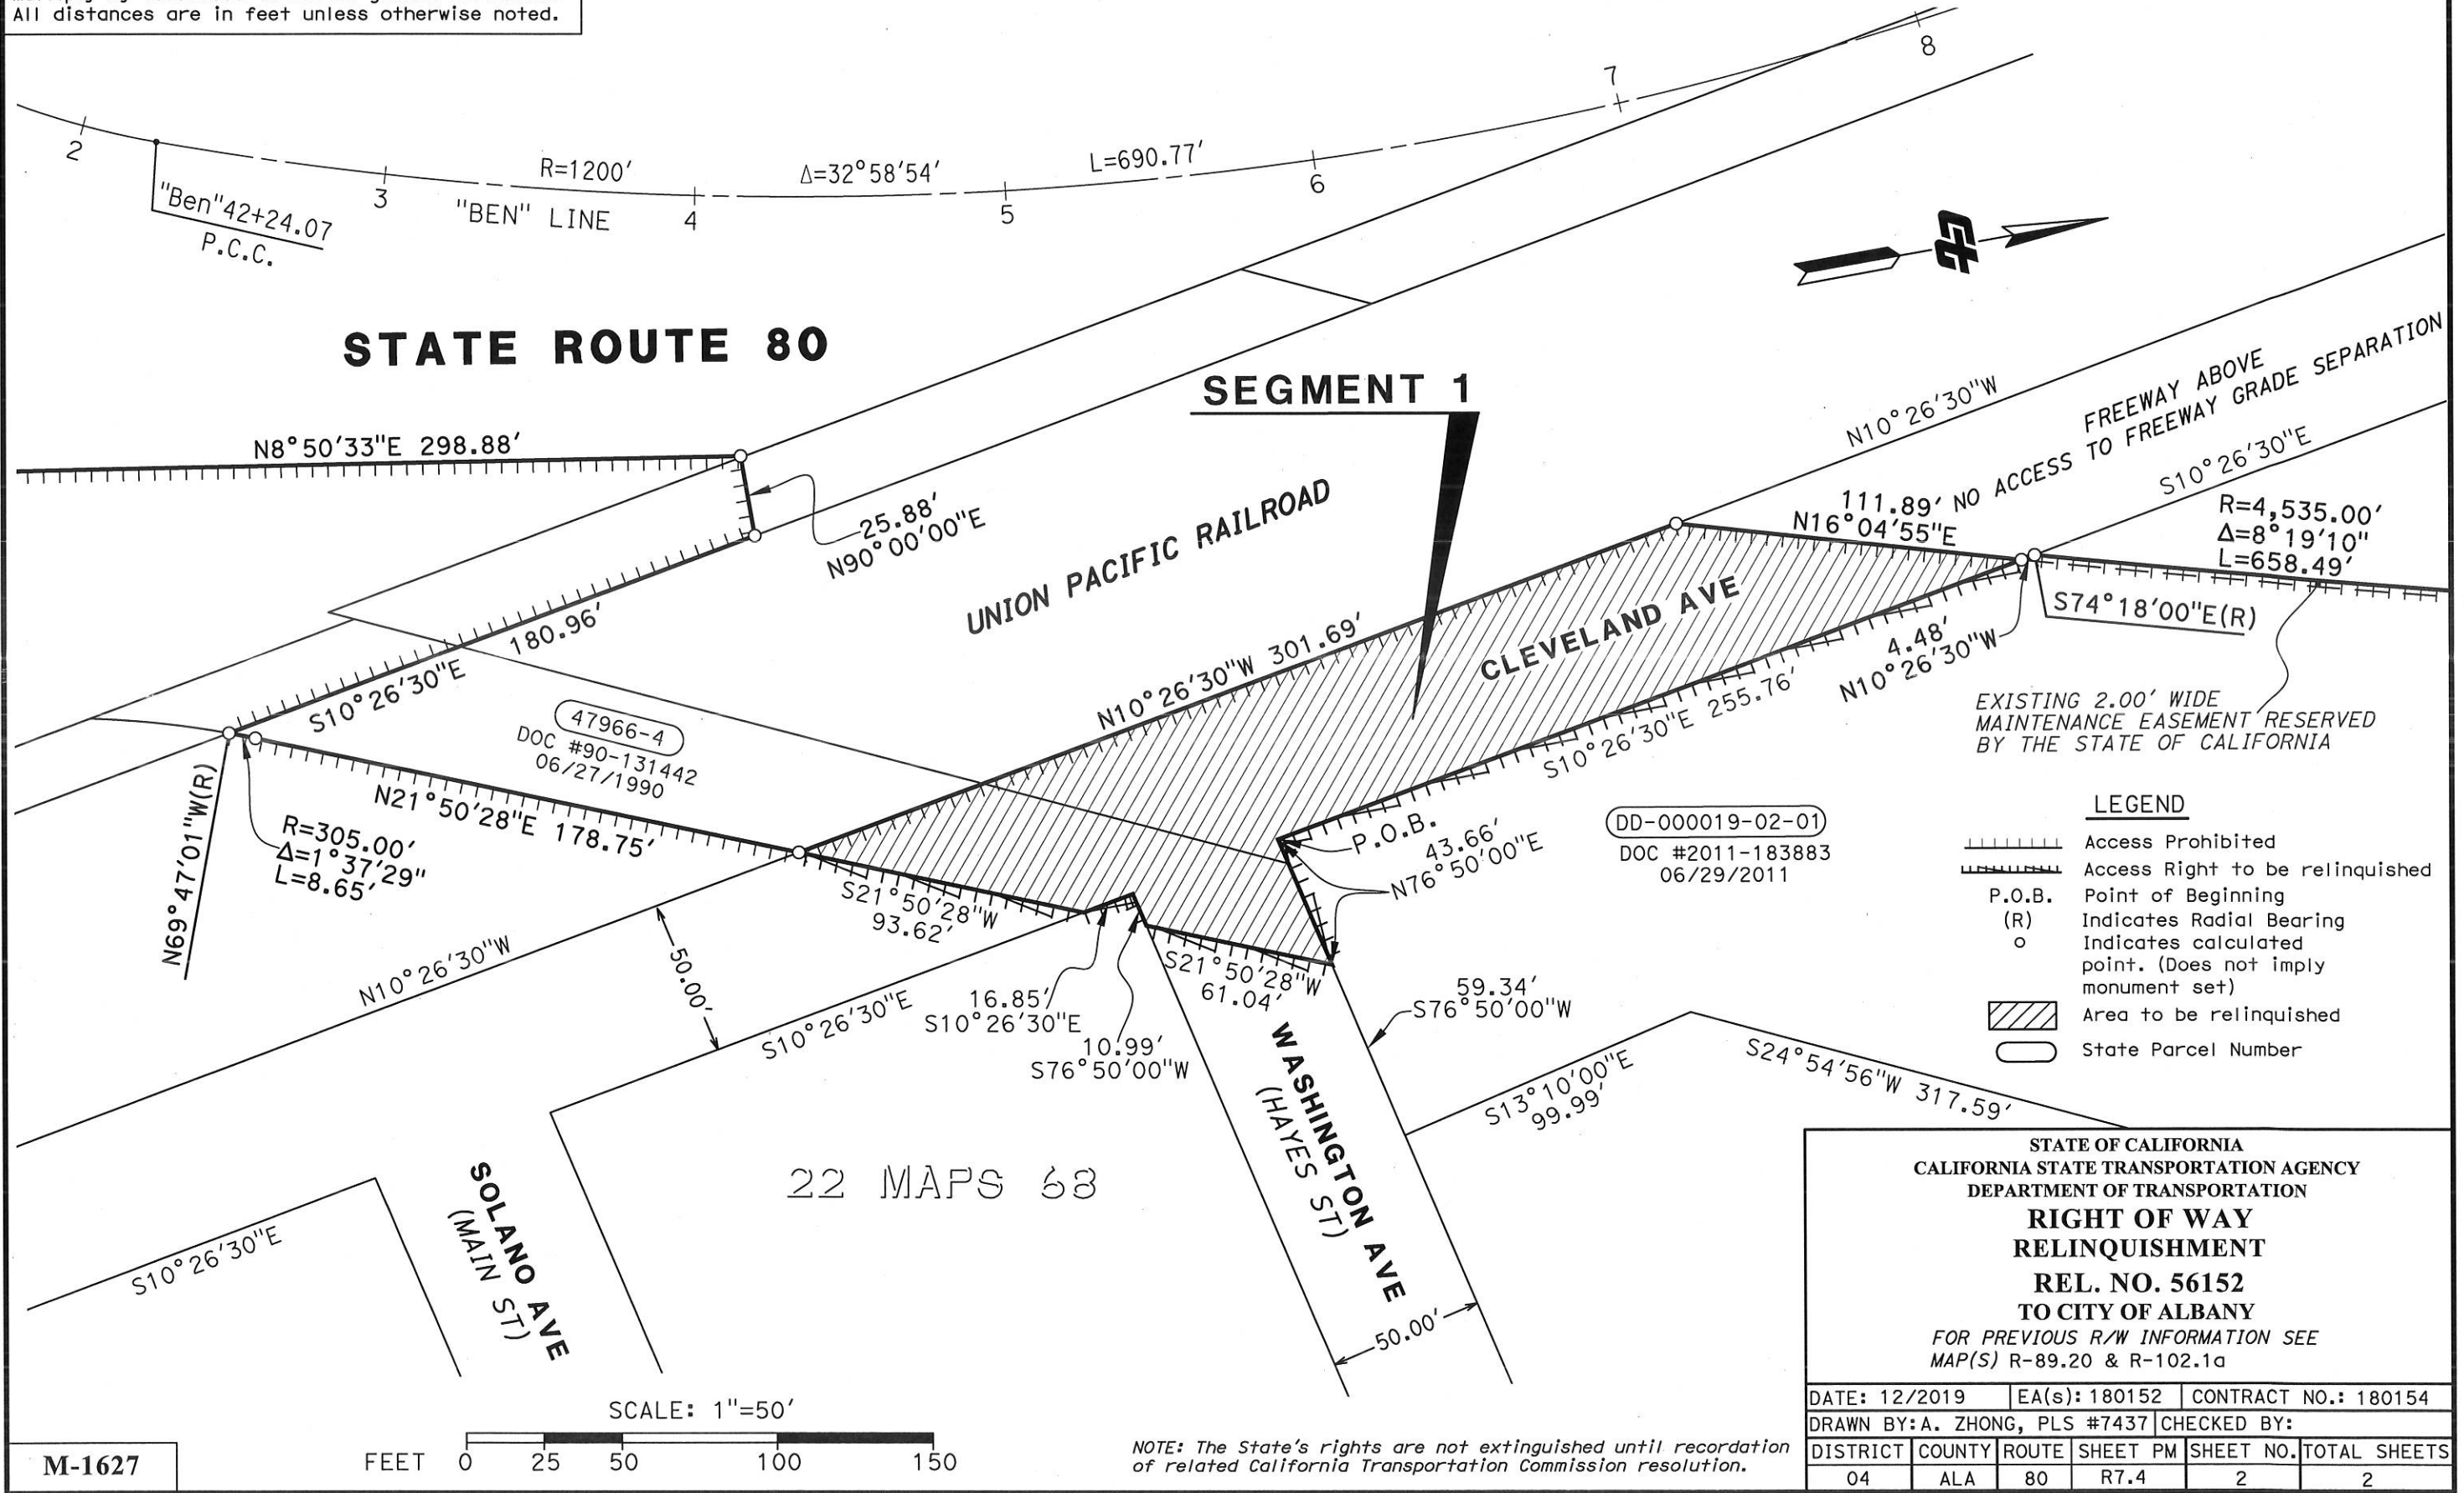 All distances are in feet unless otherwise noted.
2
3
4
5
6
7
8
R=1200'
Δ=32°58'54'
L=690.77'
"BEN" LINE
"Ben"42+24.07
P.C.C.
STATE ROUTE 80
N8°50'33"E 298.88'
25.88'
N90°00'00"E
UNION PACIFIC RAILROAD
SEGMENT 1
N10°26'30"W
FREEWAY ABOVE
NO ACCESS TO FREEWAY GRADE SEPARATION
S10°26'30"E
111.89'
N16°04'55"E
R=4,535.00'
Δ=8°19'10"
L=658.49'
S74°18'00"E(R)
180.96'
S10°26'30"E
47966-4
DOC #90-131442
06/27/1990
N10°26'30"W 301.69'
CLEVELAND AVE
4.48'
N10°26'30"W
S10°26'30"E 255.76'
EXISTING 2.00' WIDE
MAINTENANCE EASEMENT RESERVED
BY THE STATE OF CALIFORNIA
N69°47'01"W(R)
R=305.00'
Δ=1°37'29"
L=8.65'
N21°50'28"E 178.75'
S21°50'28"W
93.62'
P.O.B.
43.66'
N76°50'00"E
DD-000019-02-01
DOC #2011-183883
06/29/2011
LEGEND
Access Prohibited
Access Right to be relinquished
P.O.B. Point of Beginning
(R) Indicates Radial Bearing
o Indicates calculated
point. (Does not imply
monument set)
Area to be relinquished
State Parcel Number
N10°26'30"W
50.00'
S10°26'30"E
16.85'
S10°26'30"E
10.99'
S76°50'00"W
S21°50'28"W
61.04'
59.34'
S76°50'00"W
S13°10'00"E
99.99'
S24°54'56"W 317.59'
WASHINGTON AVE
(HAYES ST)
50.00'
22 MAPS 68
SOLANO AVE
(MAIN ST)
S10°26'30"E
STATE OF CALIFORNIA
CALIFORNIA STATE TRANSPORTATION AGENCY
DEPARTMENT OF TRANSPORTATION
RIGHT OF WAY
RELINQUISHMENT
REL. NO. 56152
TO CITY OF ALBANY
FOR PREVIOUS R/W INFORMATION SEE
MAP(S) R-89.20 & R-102.1a
DATE: 12/2019 EA(s): 180152 CONTRACT NO.: 180154
DRAWN BY: A. ZHONG, PLS #7437 CHECKED BY:
DISTRICT COUNTY ROUTE SHEET PM SHEET NO. TOTAL SHEETS
04 ALA 80 R7.4 2 2
SCALE: 1"=50'
FEET 0 25 50 100 150
NOTE: The State's rights are not extinguished until recordation
of related California Transportation Commission resolution.
M-1627